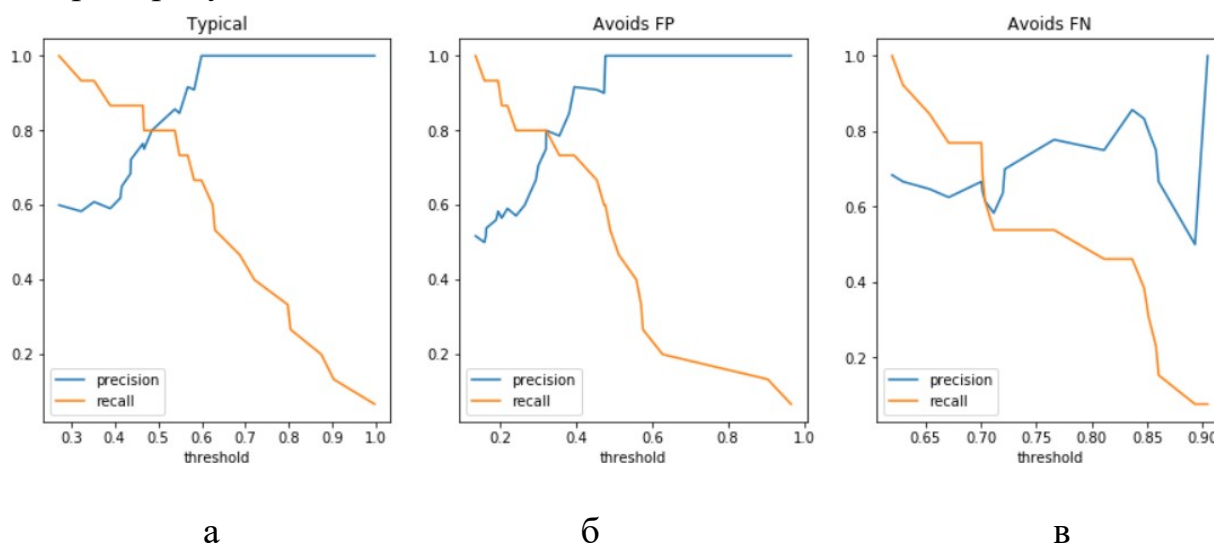 Typical
Avoids FP
Avoids FN
1.0
0.8
0.6
0.4
0.2
precision
recall
0.3 0.4 0.5 0.6 0.7 0.8 0.9 1.0
threshold
1.0
0.8
0.6
0.4
0.2
precision
recall
0.2 0.4 0.6 0.8 1.0
threshold
1.0
0.8
0.6
0.4
0.2
precision
recall
0.65 0.70 0.75 0.80 0.85 0.90
threshold
а
б
в